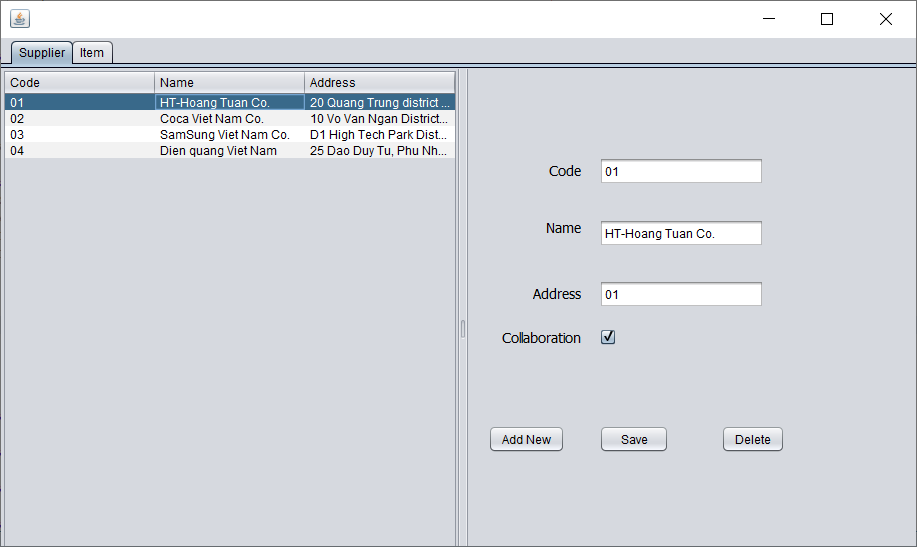 Supplier Item
Code Name Address
01 HT-Hoang Tuan Co. 20 Quang Trung district ...
02 Coca Viet Nam Co. 10 Vo Van Ngan District...
03 SamSung Viet Nam Co. D1 High Tech Park Dist...
04 Dien quang Viet Nam 25 Dao Duy Tu, Phu Nh...
Code 01
Name HT-Hoang Tuan Co.
Address 01
Collaboration
Add New Save Delete